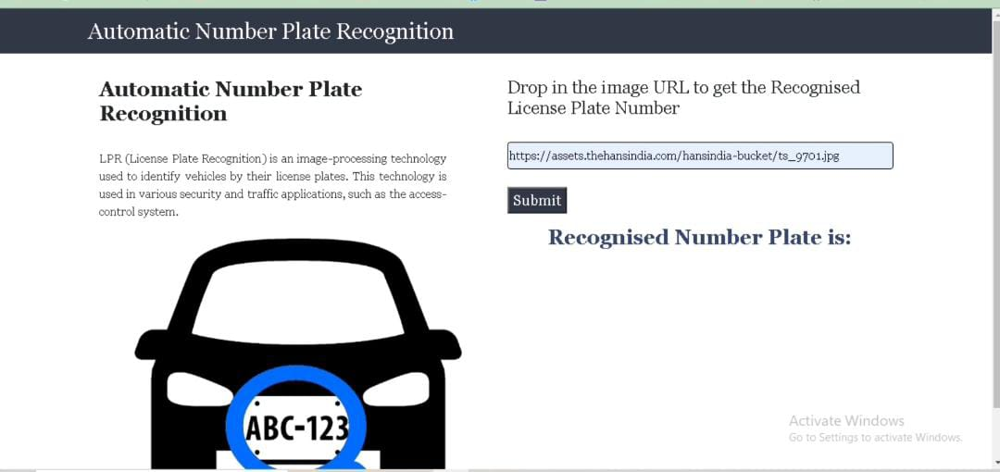 Automatic Number Plate Recognition
Automatic Number Plate
Recognition
LPR (License Plate Recognition) is an image-processing technology
used to identify vehicles by their license plates. This technology is
used in various security and traffic applications, such as the access-
control system.
ABC-123
Drop in the image URL to get the Recognised
License Plate Number
https://assets.thehansindia.com/hansindia-bucket/ts_9701.jpg
Submit
Recognised Number Plate is:
Activate Windows
Go to Settings to activate Windows.